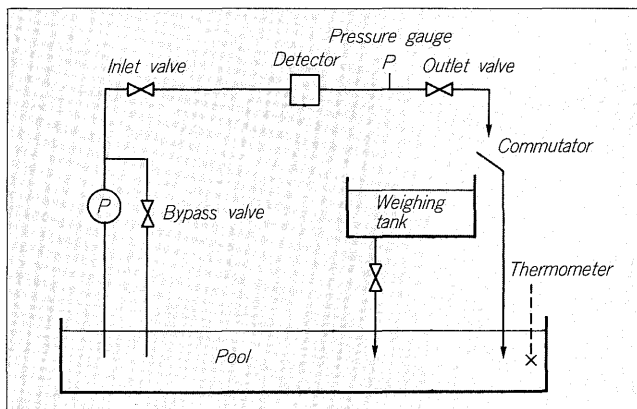 Pressure gauge
Inlet valve
Detector
P
Outlet valve
Commutator
P
Bypass valve
Weighing
tank
Thermometer
Pool